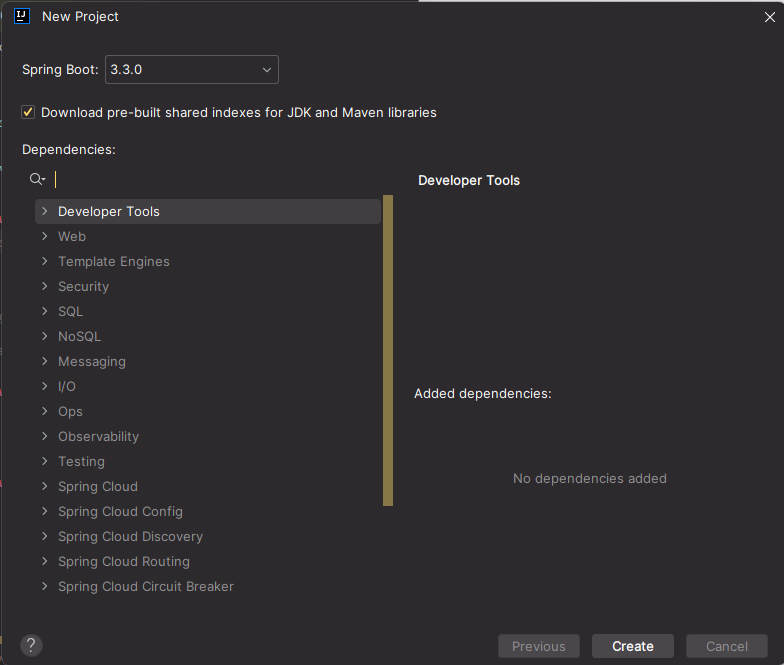 New Project
Spring Boot: 3.3.0
Download pre-built shared indexes for JDK and Maven libraries
Dependencies:
Developer Tools
Web
Template Engines
Security
SQL
NoSQL
Messaging
I/O
Ops
Observability
Testing
Spring Cloud
Spring Cloud Config
Spring Cloud Discovery
Spring Cloud Routing
Spring Cloud Circuit Breaker
Developer Tools
Added dependencies:
No dependencies added
?
Previous
Create
Cancel